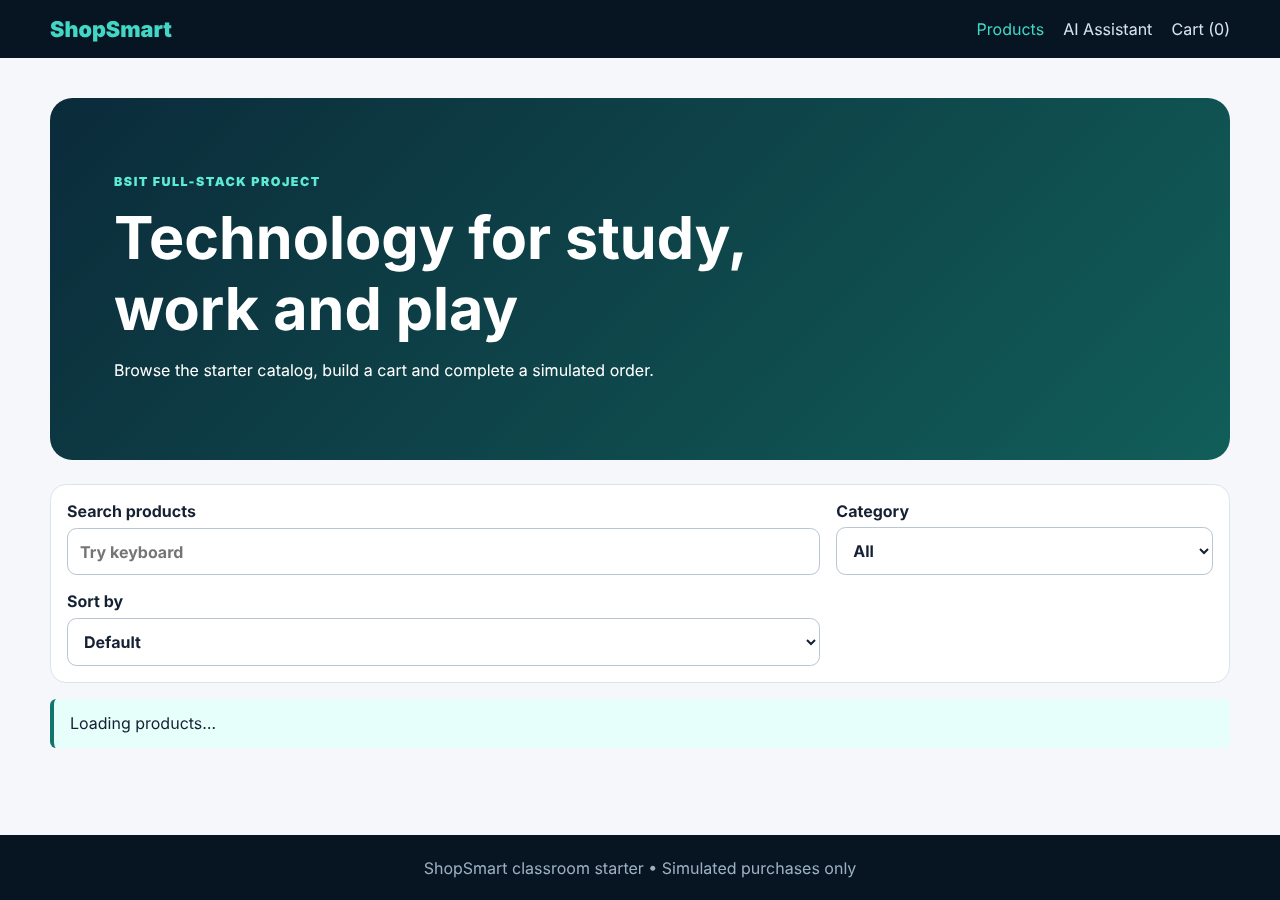 ShopSmart
Products AI Assistant Cart (0)
BSIT FULL-STACK PROJECT
Technology for study,
work and play
Browse the starter catalog, build a cart and complete a simulated order.
Search products
Try keyboard
Category
All
Sort by
Default
Loading products...
ShopSmart classroom starter • Simulated purchases only